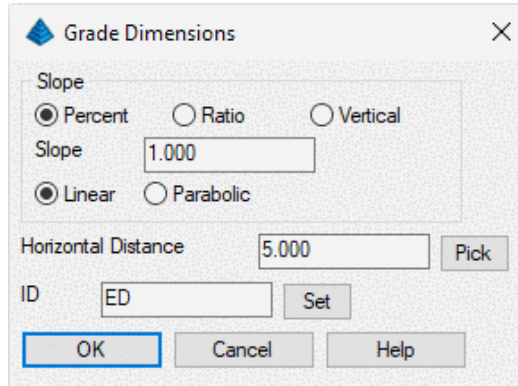 Grade Dimensions
Slope
Percent Ratio Vertical
Slope 1.000
Linear Parabolic
Horizontal Distance 5.000 Pick
ID ED Set
OK Cancel Help